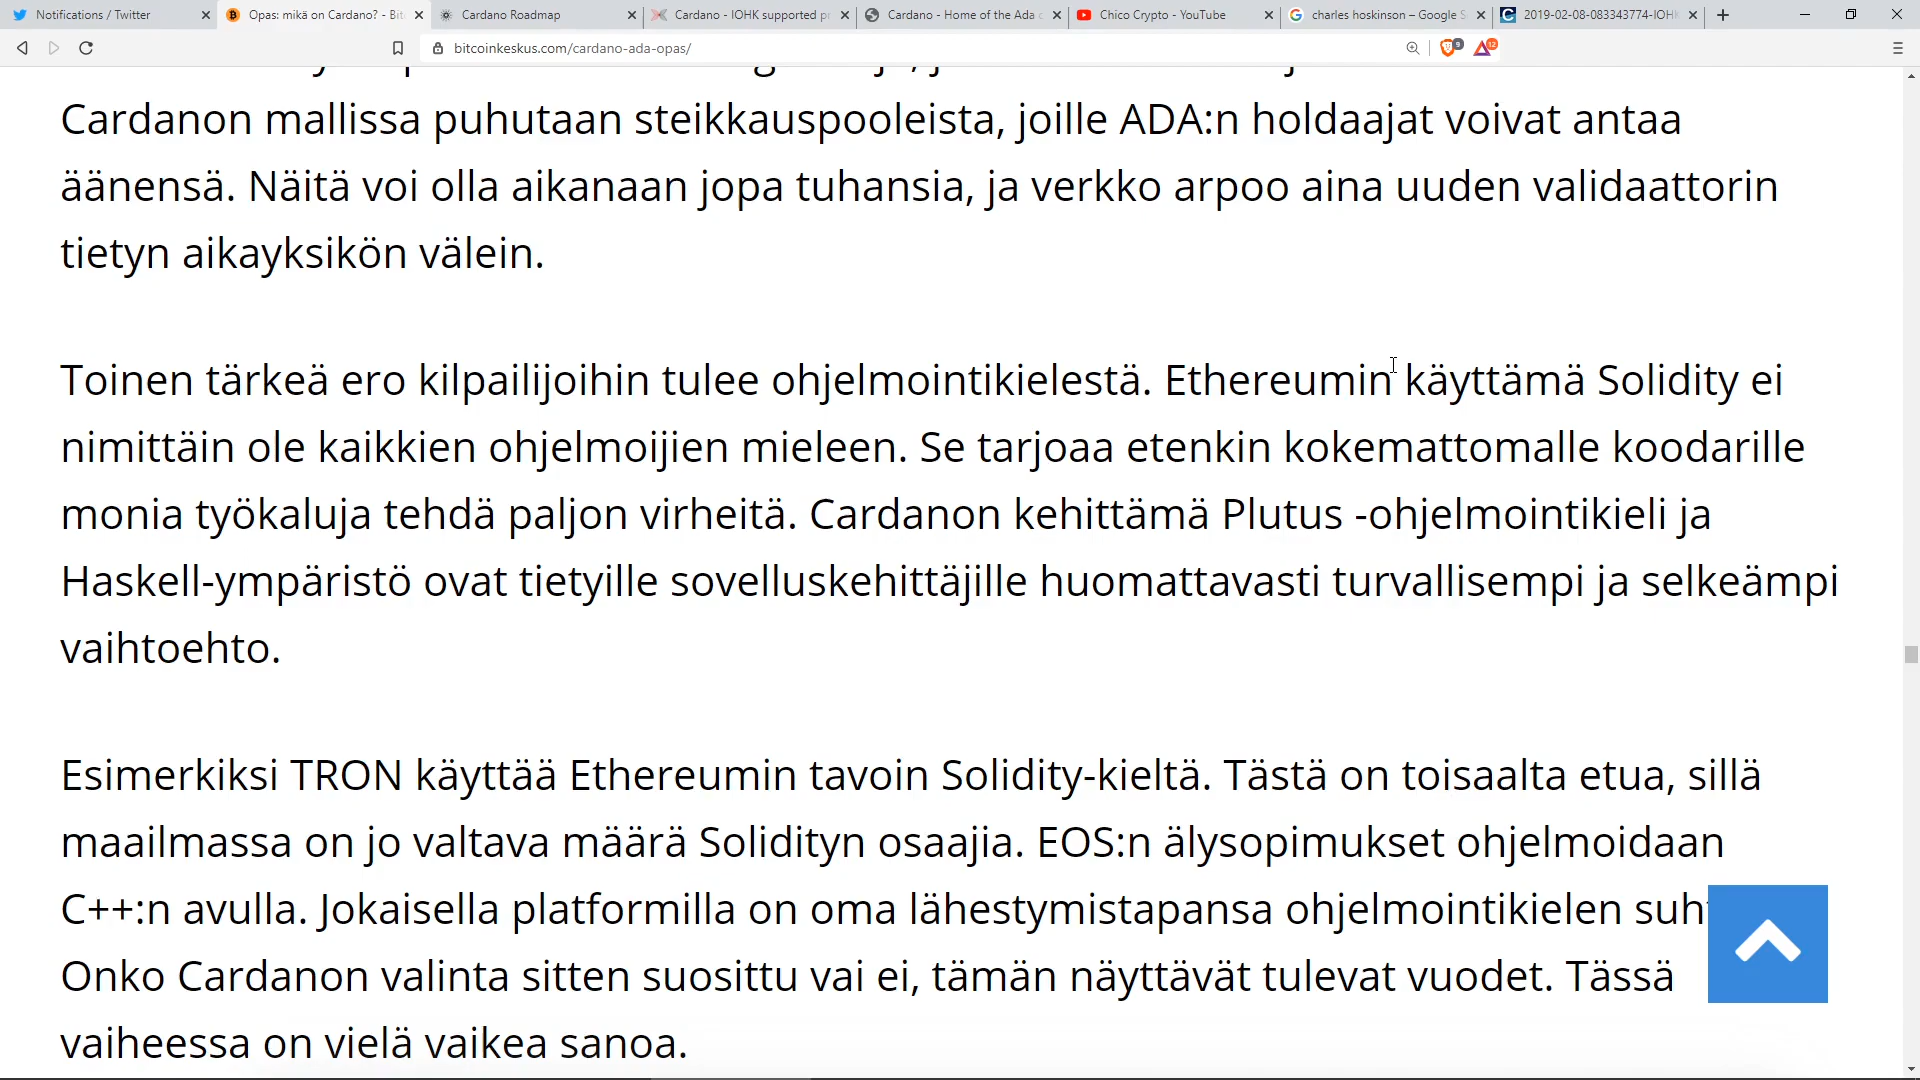 Notifications / Twitter
Opas: mikä on Cardano? - Bit
Cardano Roadmap
Cardano - IOHK supported pr
Cardano - Home of the Ada c
Chico Crypto - YouTube
charles hoskinson – Google S
2019-02-08-083343774-IOHK
bitcoinkeskus.com/cardano-ada-opas/
9
12
Cardanon mallissa puhutaan steikkauspooleista, joille ADA:n holdaajat voivat antaa
äänensä. Näitä voi olla aikanaan jopa tuhansia, ja verkko arpoo aina uuden validaattorin
tietyn aikayksikön välein.
Toinen tärkeä ero kilpailijoihin tulee ohjelmointikielestä. Ethereumin käyttämä Solidity ei
nimittäin ole kaikkien ohjelmoijien mieleen. Se tarjoaa etenkin kokemattomalle koodarille
monia työkaluja tehdä paljon virheitä. Cardanon kehittämä Plutus -ohjelmointikieli ja
Haskell-ympäristö ovat tietyille sovelluskehittäjille huomattavasti turvallisempi ja selkeämpi
vaihtoehto.
Esimerkiksi TRON käyttää Ethereumin tavoin Solidity-kieltä. Tästä on toisaalta etua, sillä
maailmassa on jo valtava määrä Solidityn osaajia. EOS:n älysopimukset ohjelmoidaan
C++:n avulla. Jokaisella platformilla on oma lähestymistapansa ohjelmointikielen suh
Onko Cardanon valinta sitten suosittu vai ei, tämän näyttävät tulevat vuodet. Tässä
vaiheessa on vielä vaikea sanoa.